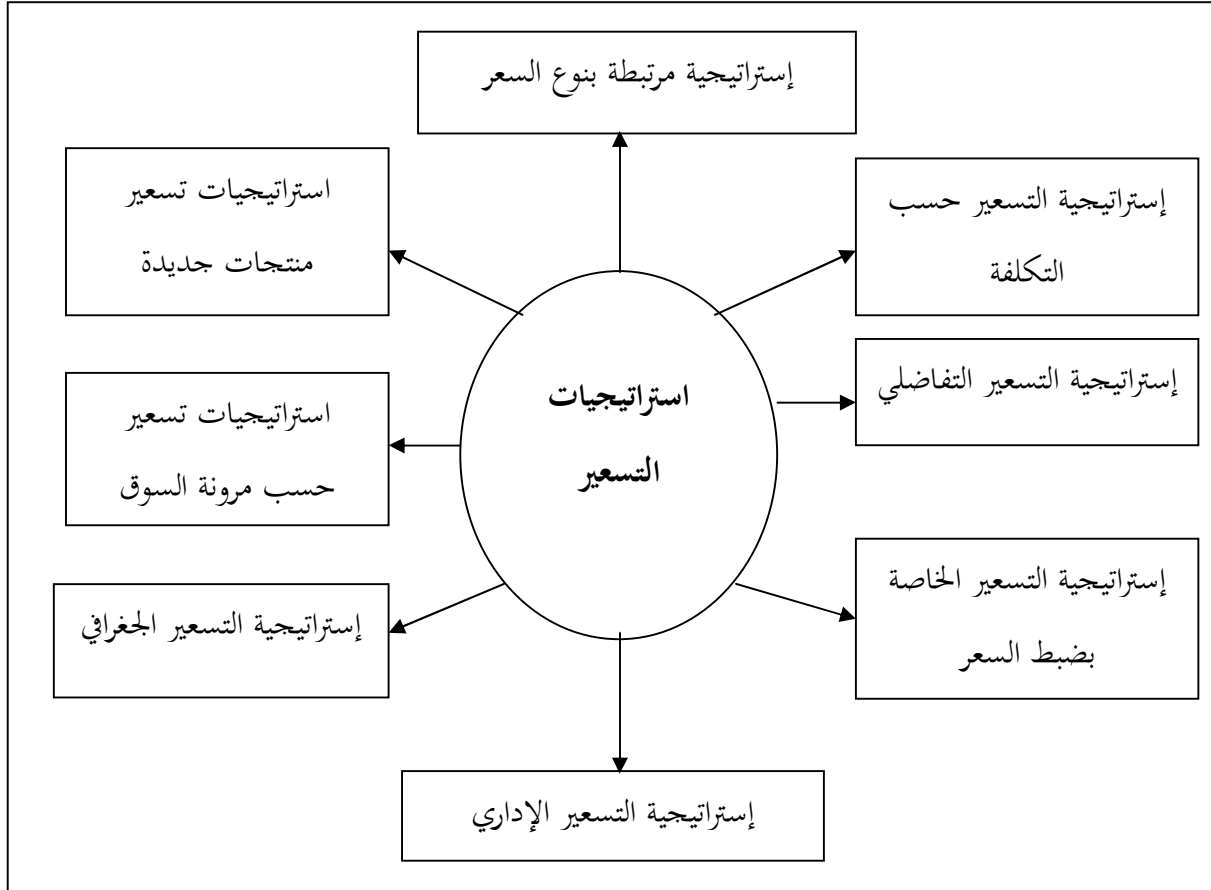 إستراتيجية مرتبطة بنوع السعر
إستراتيجية التسعير حسب
التكلفة
استراتيجيات تسعير
منتجات جديدة
إستراتيجية التسعير التفاضلي
استراتيجيات
التسعير
استراتيجيات تسعير
حسب مرونة السوق
إستراتيجية التسعير الخاصة
بضبط السعر
إستراتيجية التسعير الجغرافي
إستراتيجية التسعير الإداري